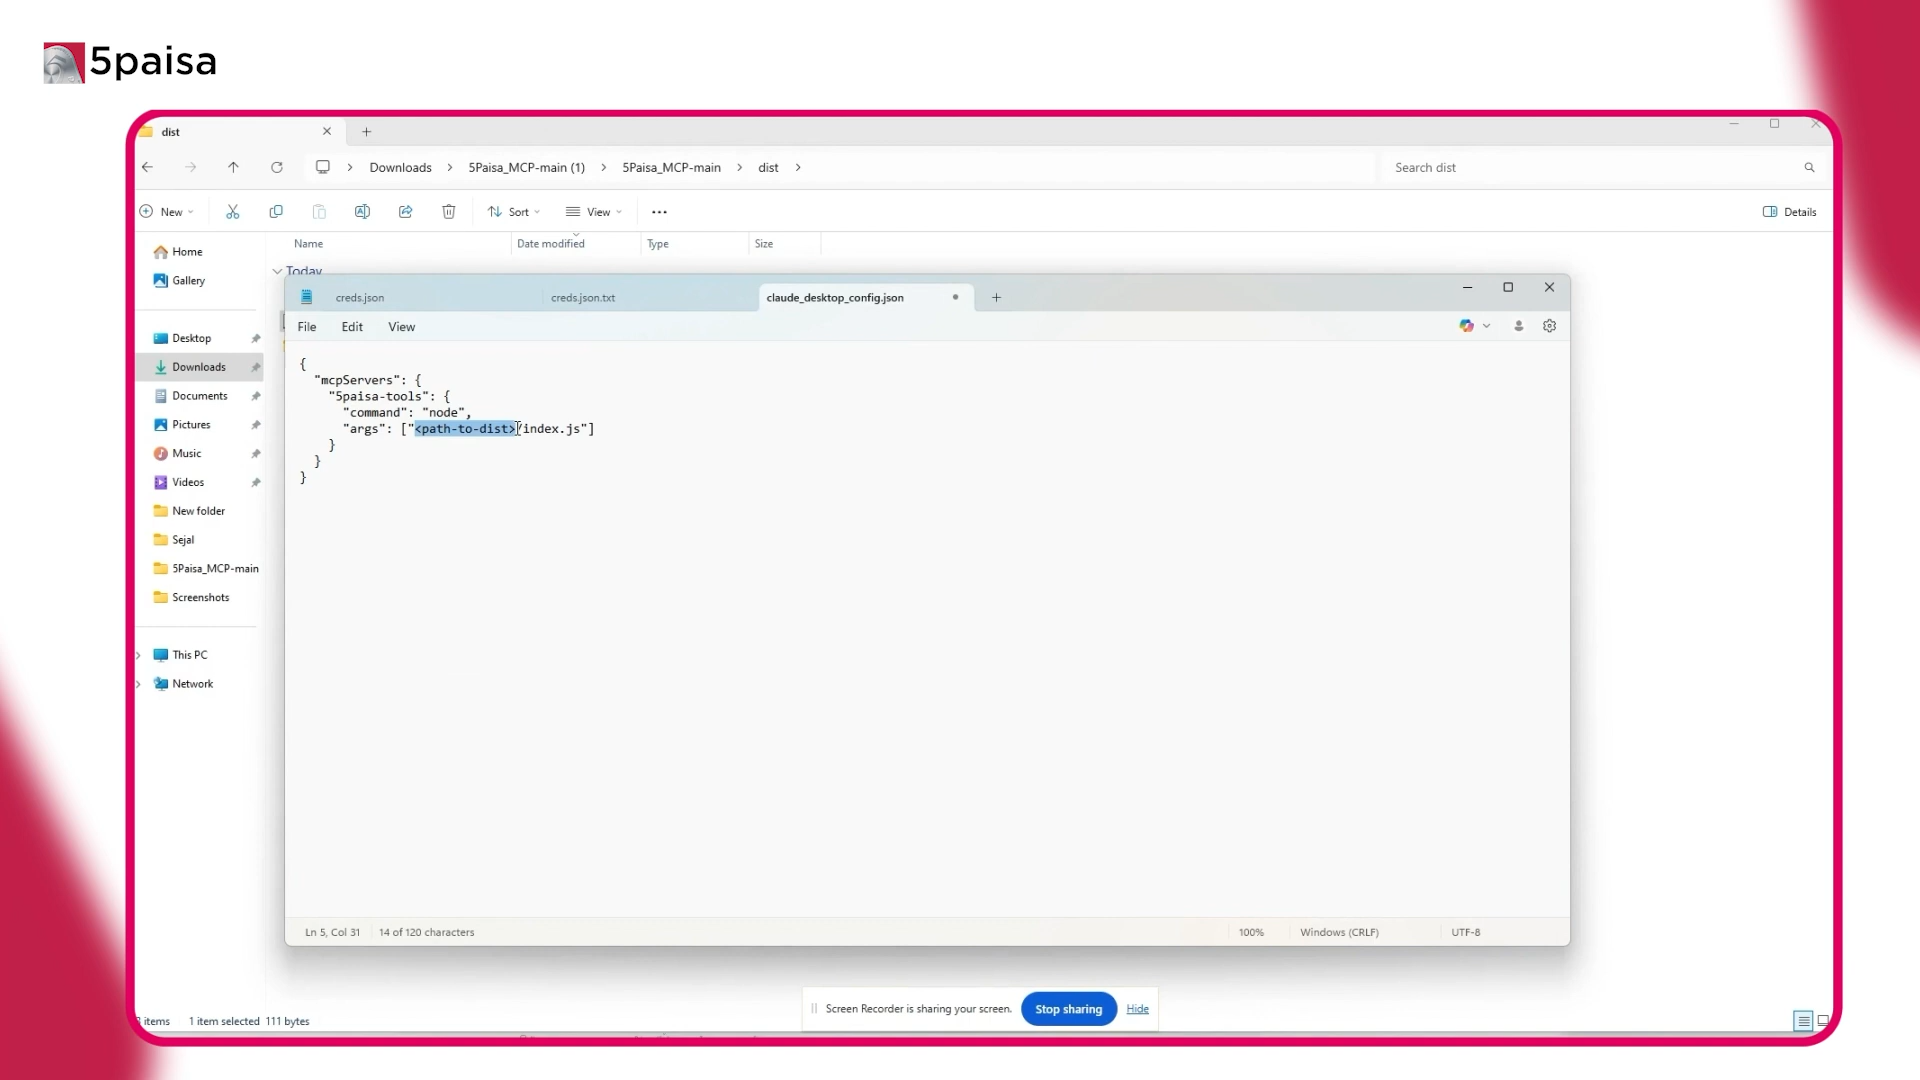 5paisa
dist
Downloads
5Paisa_MCP-main (1)
5Paisa_MCP-main
dist
Search dist
New
Sort
View
Details
Name
Date modified
Type
Size
Home
Gallery
Desktop
Downloads
Documents
Pictures
Music
Videos
New folder
Sejal
5Paisa_MCP-main
Screenshots
This PC
Network
Today
creds.json
creds.json.txt
claude_desktop_config.json
File
Edit
View
{
"mcpServers": {
"5paisa-tools": {
"command": "node",
"args": ["<path-to-dist>/index.js"]
}
}
}
Ln 5, Col 31
14 of 120 characters
100%
Windows (CRLF)
UTF-8
Screen Recorder is sharing your screen.
Stop sharing
Hide
items
1 item selected
111 bytes